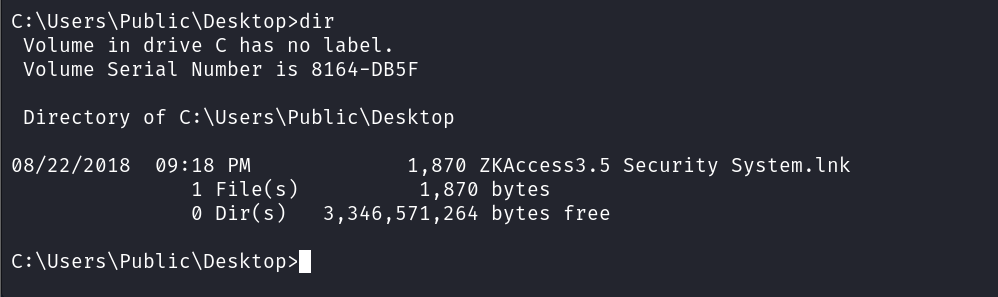 C:\Users\Public\Desktop>dir
 Volume in drive C has no label.
 Volume Serial Number is 8164-DB5F
 Directory of C:\Users\Public\Desktop
08/22/2018  09:18 PM             1,870 ZKAccess3.5 Security System.lnk
               1 File(s)          1,870 bytes
               0 Dir(s)   3,346,571,264 bytes free
C:\Users\Public\Desktop>